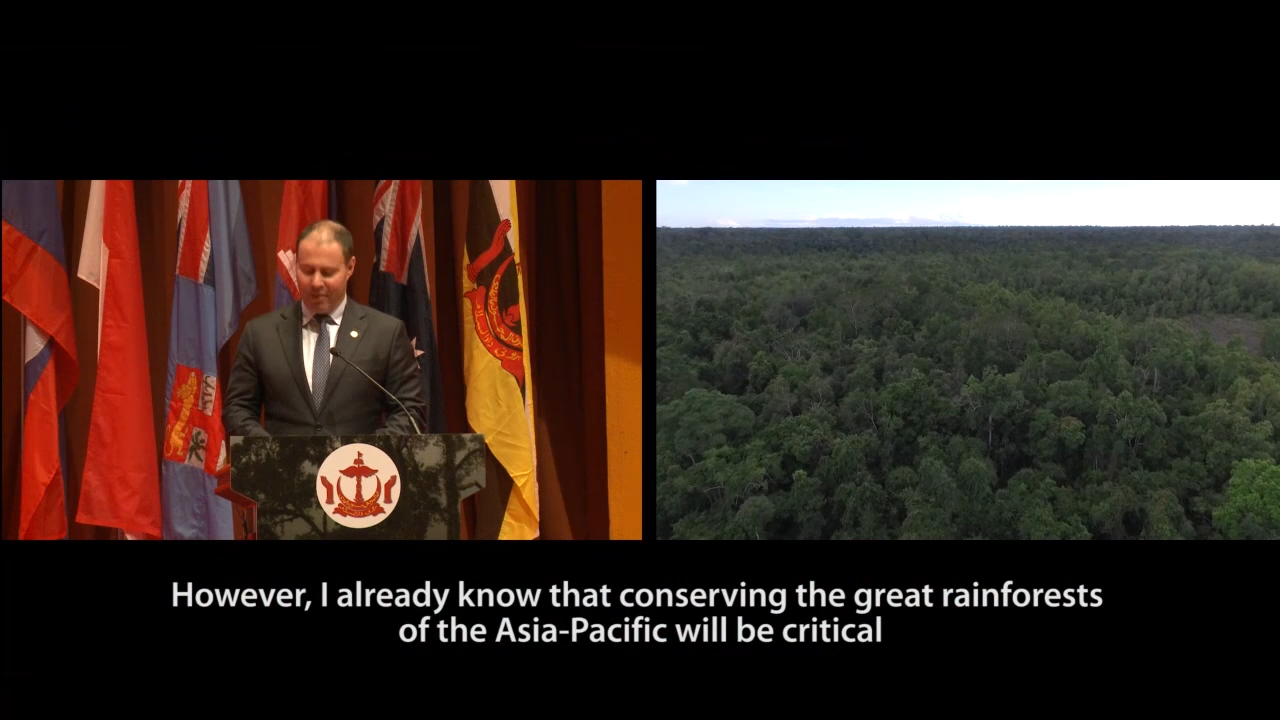 However, I already know that conserving the great rainforests
of the Asia-Pacific will be critical